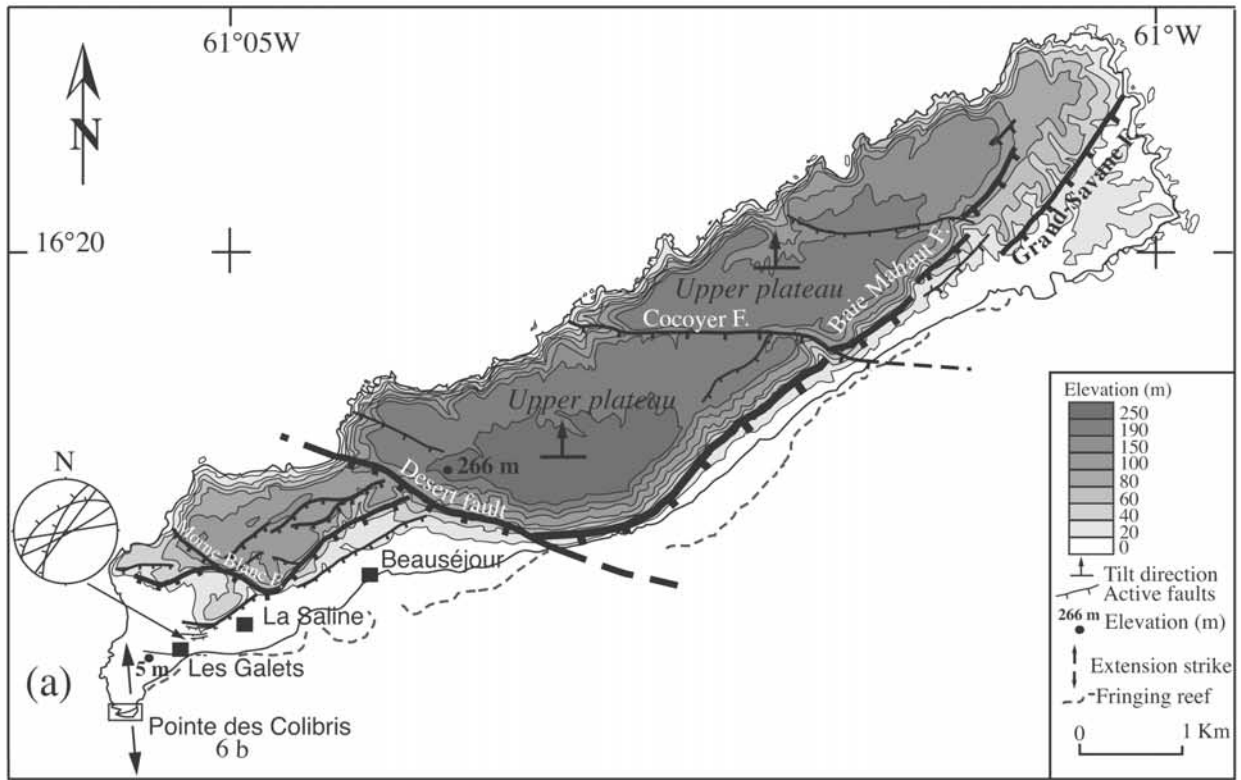 61°05W
61°W
N
16°20
Grand Savane F.
Baie Mahaut F.
Upper plateau
Cocoyer F.
Upper plateau
266 m
Desert fault
N
Morne Blanc F.
Beauséjour
La Saline
Les Galets
5 m
(a)
Pointe des Colibris
6 b
Elevation (m)
250
190
150
100
80
60
40
20
0
Tilt direction
Active faults
266 m
Elevation (m)
Extension strike
Fringing reef
0 1 Km